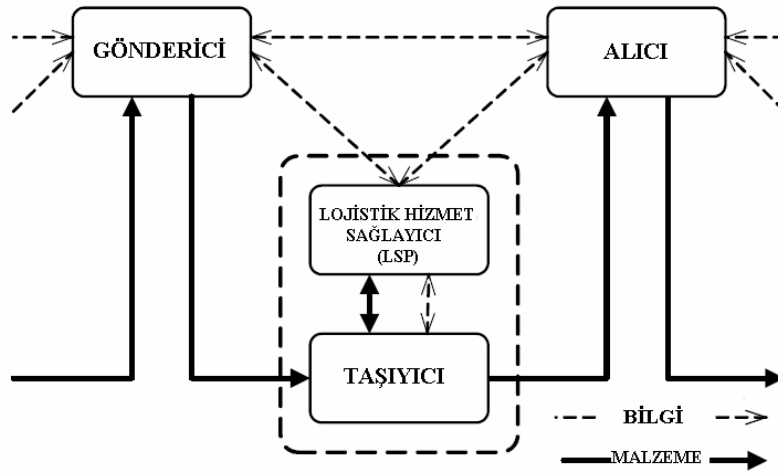 GÖNDERİCİ
ALICI
LOJİSTİK HİZMET
SAĞLAYICI
(LSP)
TAŞIYICI
BİLGİ
MALZEME